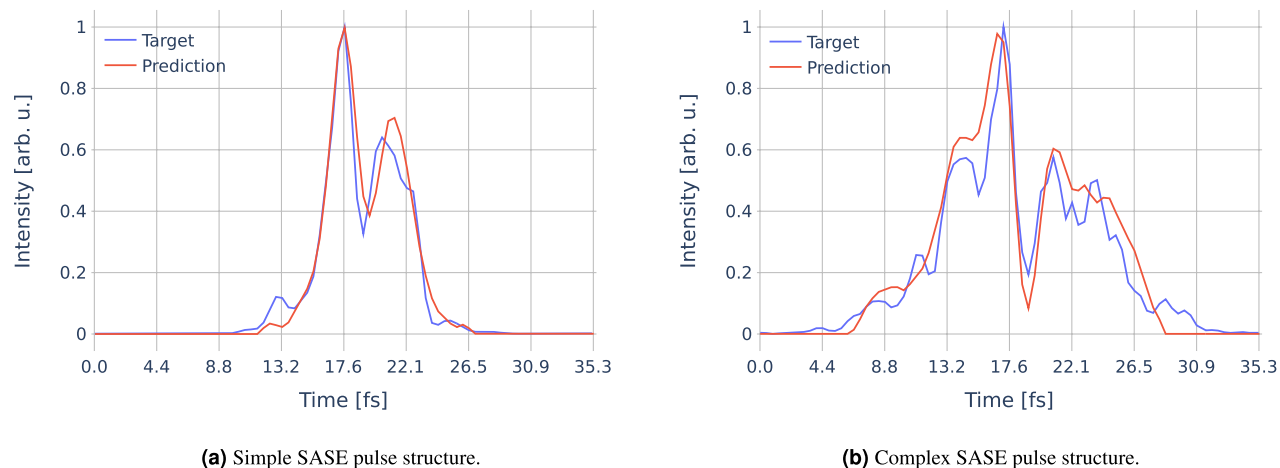 1
0.8
0.6
0.4
0.2
0
Intensity [arb. u.]
Target
Prediction
0.0 4.4 8.8 13.2 17.6 22.1 26.5 30.9 35.3
Time [fs]
(a) Simple SASE pulse structure.
1
0.8
0.6
0.4
0.2
0
Intensity [arb. u.]
Target
Prediction
0.0 4.4 8.8 13.2 17.6 22.1 26.5 30.9 35.3
Time [fs]
(b) Complex SASE pulse structure.